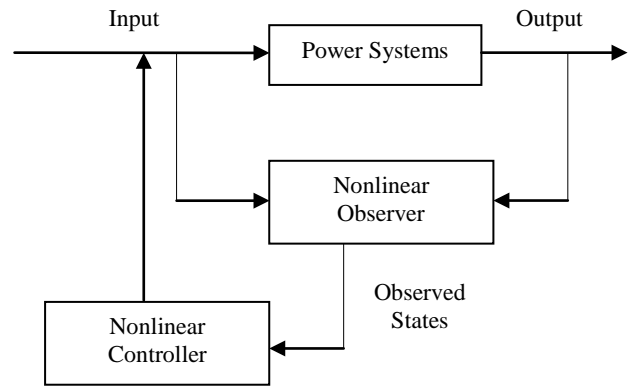 Input
Output
Power Systems
Nonlinear
Observer
Observed
States
Nonlinear
Controller